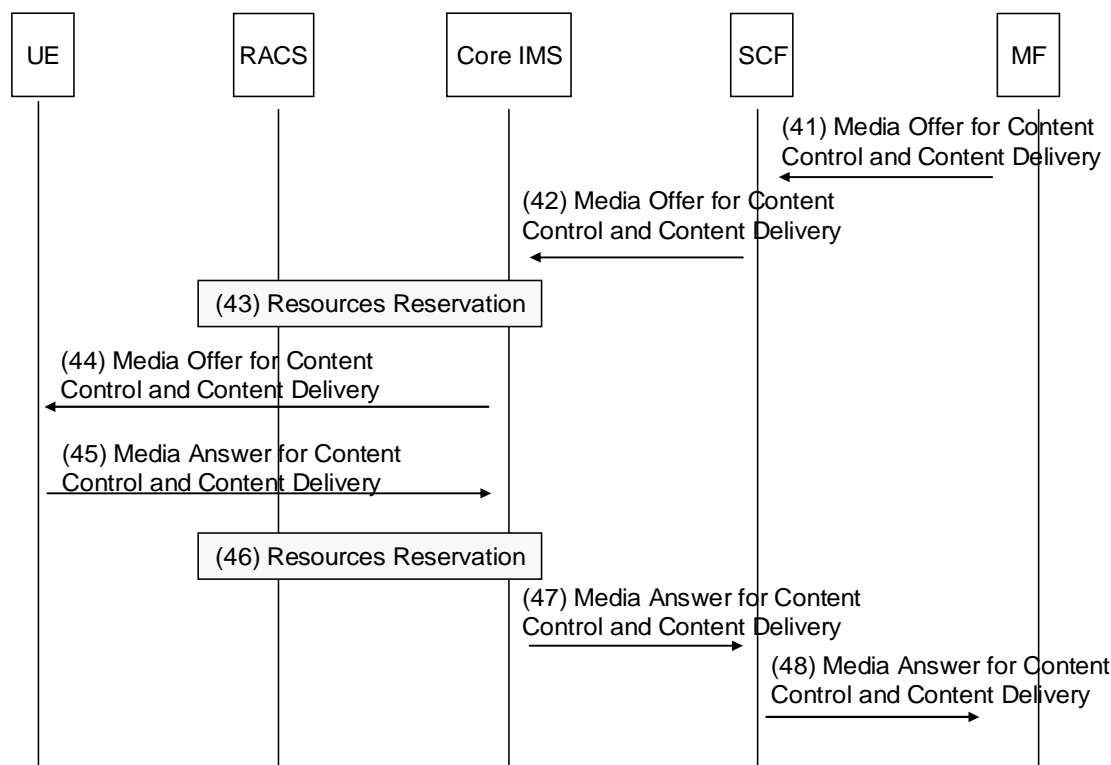 UE
RACS
Core IMS
SCF
MF
(41) Media Offer for Content
Control and Content Delivery
(42) Media Offer for Content
Control and Content Delivery
(43) Resources Reservation
(44) Media Offer for Content
Control and Content Delivery
(45) Media Answer for Content
Control and Content Delivery
(46) Resources Reservation
(47) Media Answer for Content
Control and Content Delivery
(48) Media Answer for Content
Control and Content Delivery